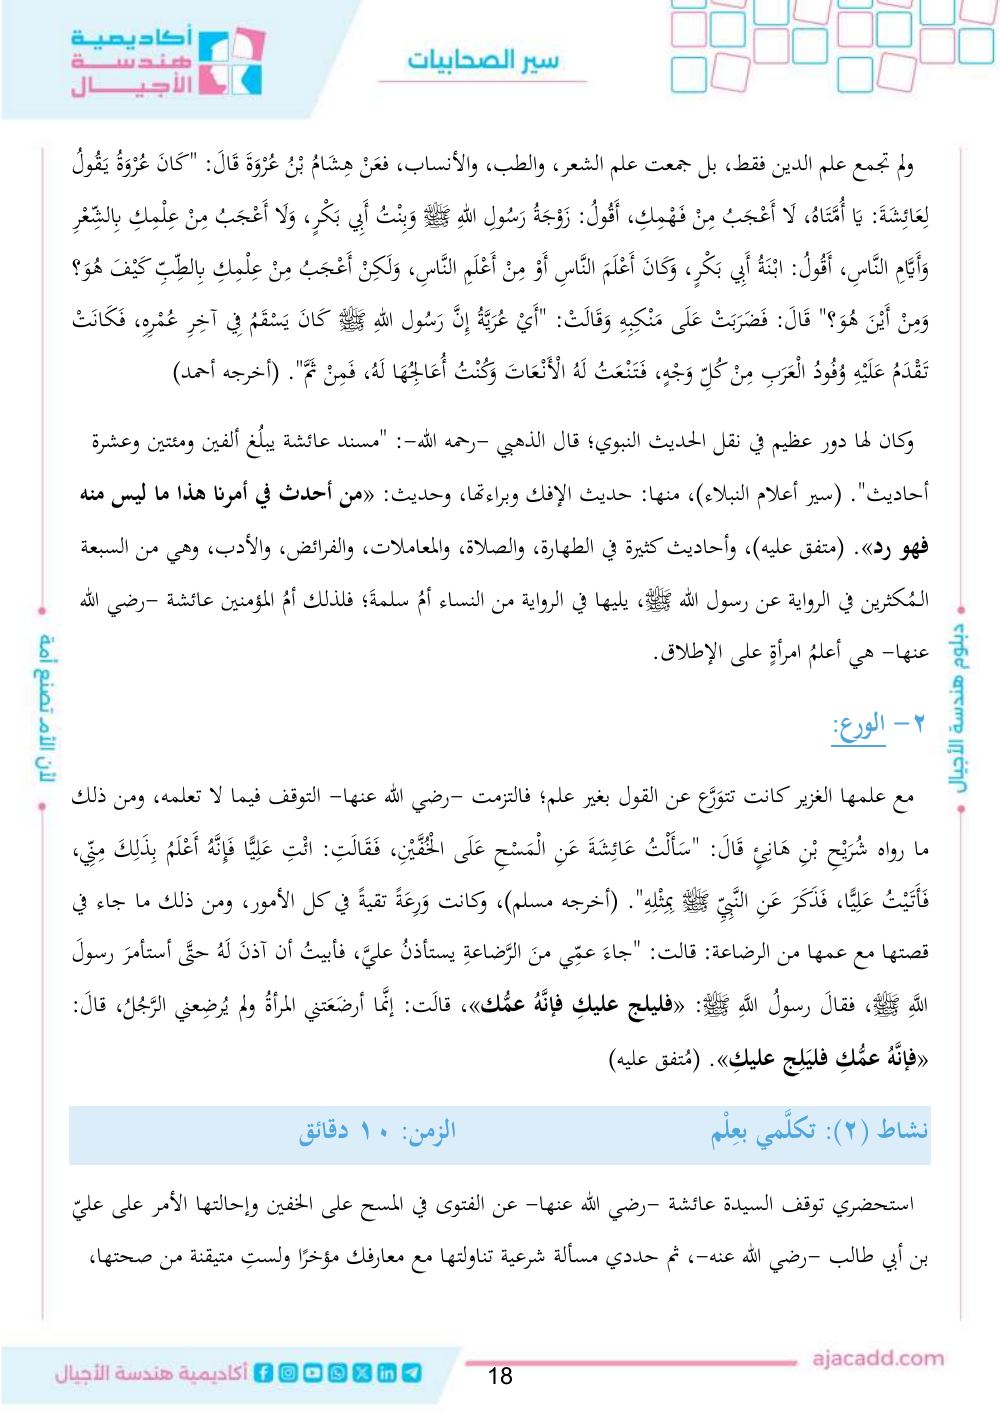 أكاديمية
هندسة
الأجيال
سير الصحابيات
ولم تجمع علم الدين فقط، بل جمعت علم الشعر، والطب، والأنساب، فعَنْ هِشَامُ بْنُ عُرْوَةَ قَالَ: "كَانَ عُرْوَةُ يَقُولُ
لِعَائِشَةَ: يَا أُمَّتَاهُ، لَا أَعْجَبُ مِنْ فَهْمِكِ، أَقُولُ: زَوْجَةُ رَسُولِ اللهِ ﷺ وَبِنْتُ أَبِي بَكْرٍ، وَلَا أَعْجَبُ مِنْ عِلْمِكِ بِالشِّعْرِ
وَأَيَّامِ النَّاسِ، أَقُولُ: ابْنَةُ أَبِي بَكْرٍ، وَكَانَ أَعْلَمَ النَّاسِ أَوْ مِنْ أَعْلَمِ النَّاسِ، وَلَكِنْ أَعْجَبُ مِنْ عِلْمِكِ بِالطِّبِّ كَيْفَ هُوَ؟
وَمِنْ أَيْنَ هُوَ؟" قَالَ: فَضَرَبَتْ عَلَى مَنْكِبِهِ وَقَالَتْ: "أَيْ عُرَيَّةُ إِنَّ رَسُولَ اللهِ ﷺ كَانَ يَسْقَمُ فِي آخِرِ عُمْرِهِ، فَكَانَتْ
تَقْدَمُ عَلَيْهِ وُفُودُ الْعَرَبِ مِنْ كُلِّ وَجْهٍ، فَتَنْعَتُ لَهُ الْأَنْعَاتَ وَكُنْتُ أُعَالِجُهَا لَهُ، فَمِنْ ثَمَّ". (أخرجه أحمد)
وكان لها دور عظيم في نقل الحديث النبوي؛ قال الذهبي –رحمه الله–: "مسند عائشة يبلُغ ألفين ومئتين وعشرة
أحاديث". (سير أعلام النبلاء)، منها: حديث الإفك وبراءتها، وحديث: «من أحدث في أمرنا هذا ما ليس منه
فهو رد». (متفق عليه)، وأحاديث كثيرة في الطهارة، والصلاة، والمعاملات، والفرائض، والأدب، وهي من السبعة
المُكثرين في الرواية عن رسول الله ﷺ، يليها في الرواية من النساء أمُ سلمةَ؛ فلذلك أمُ المؤمنين عائشة –رضي الله
عنها– هي أعلمُ امرأةٍ على الإطلاق.
٢– الورع:
مع علمها الغزير كانت تتورَّع عن القول بغير علم؛ فالتزمت –رضي الله عنها– التوقف فيما لا تعلمه، ومن ذلك
ما رواه شُرَيْحِ بْنِ هَانِئٍ قَالَ: "سَأَلْتُ عَائِشَةَ عَنِ الْمَسْحِ عَلَى الْخُفَّيْنِ، فَقَالَتِ: ائْتِ عَلِيًّا فَإِنَّهُ أَعْلَمُ بِذَلِكَ مِنِّي،
فَأَتَيْتُ عَلِيًّا، فَذَكَرَ عَنِ النَّبِيِّ ﷺ بِمِثْلِهِ". (أخرجه مسلم)، وكانت وَرِعَةً تقيةً في كل الأمور، ومن ذلك ما جاء في
قصتها مع عمها من الرضاعة: قالت: "جاءَ عمِّي منَ الرَّضاعةِ يستأذنُ عليَّ، فأبيتُ أن آذنَ لَهُ حتَّى أستأمرَ رسولَ
اللَّهِ ﷺ، فقالَ رسولُ اللَّهِ ﷺ: «فليلج عليكِ فإنَّهُ عمُّك»، قالَت: إنَّما أرضَعَتني المرأةُ ولم يُرضِعني الرَّجُلُ، قالَ:
«فإنَّهُ عمُّكِ فليَلِج عليكِ». (مُتفق عليه)
نشاط (٢): تكلَّمي بعِلْم الزمن: ١٠ دقائق
استحضري توقف السيدة عائشة –رضي الله عنها– عن الفتوى في المسح على الخفين وإحالتها الأمر على عليّ
بن أبي طالب –رضي الله عنه–، ثم حددي مسألة شرعية تناولتها مع معارفك مؤخرًا ولستِ متيقنة من صحتها،
دبلوم هندسة الأجيال
لأن الأم تصنع أمة
ajacadd.com
18
أكاديمية هندسة الأجيال